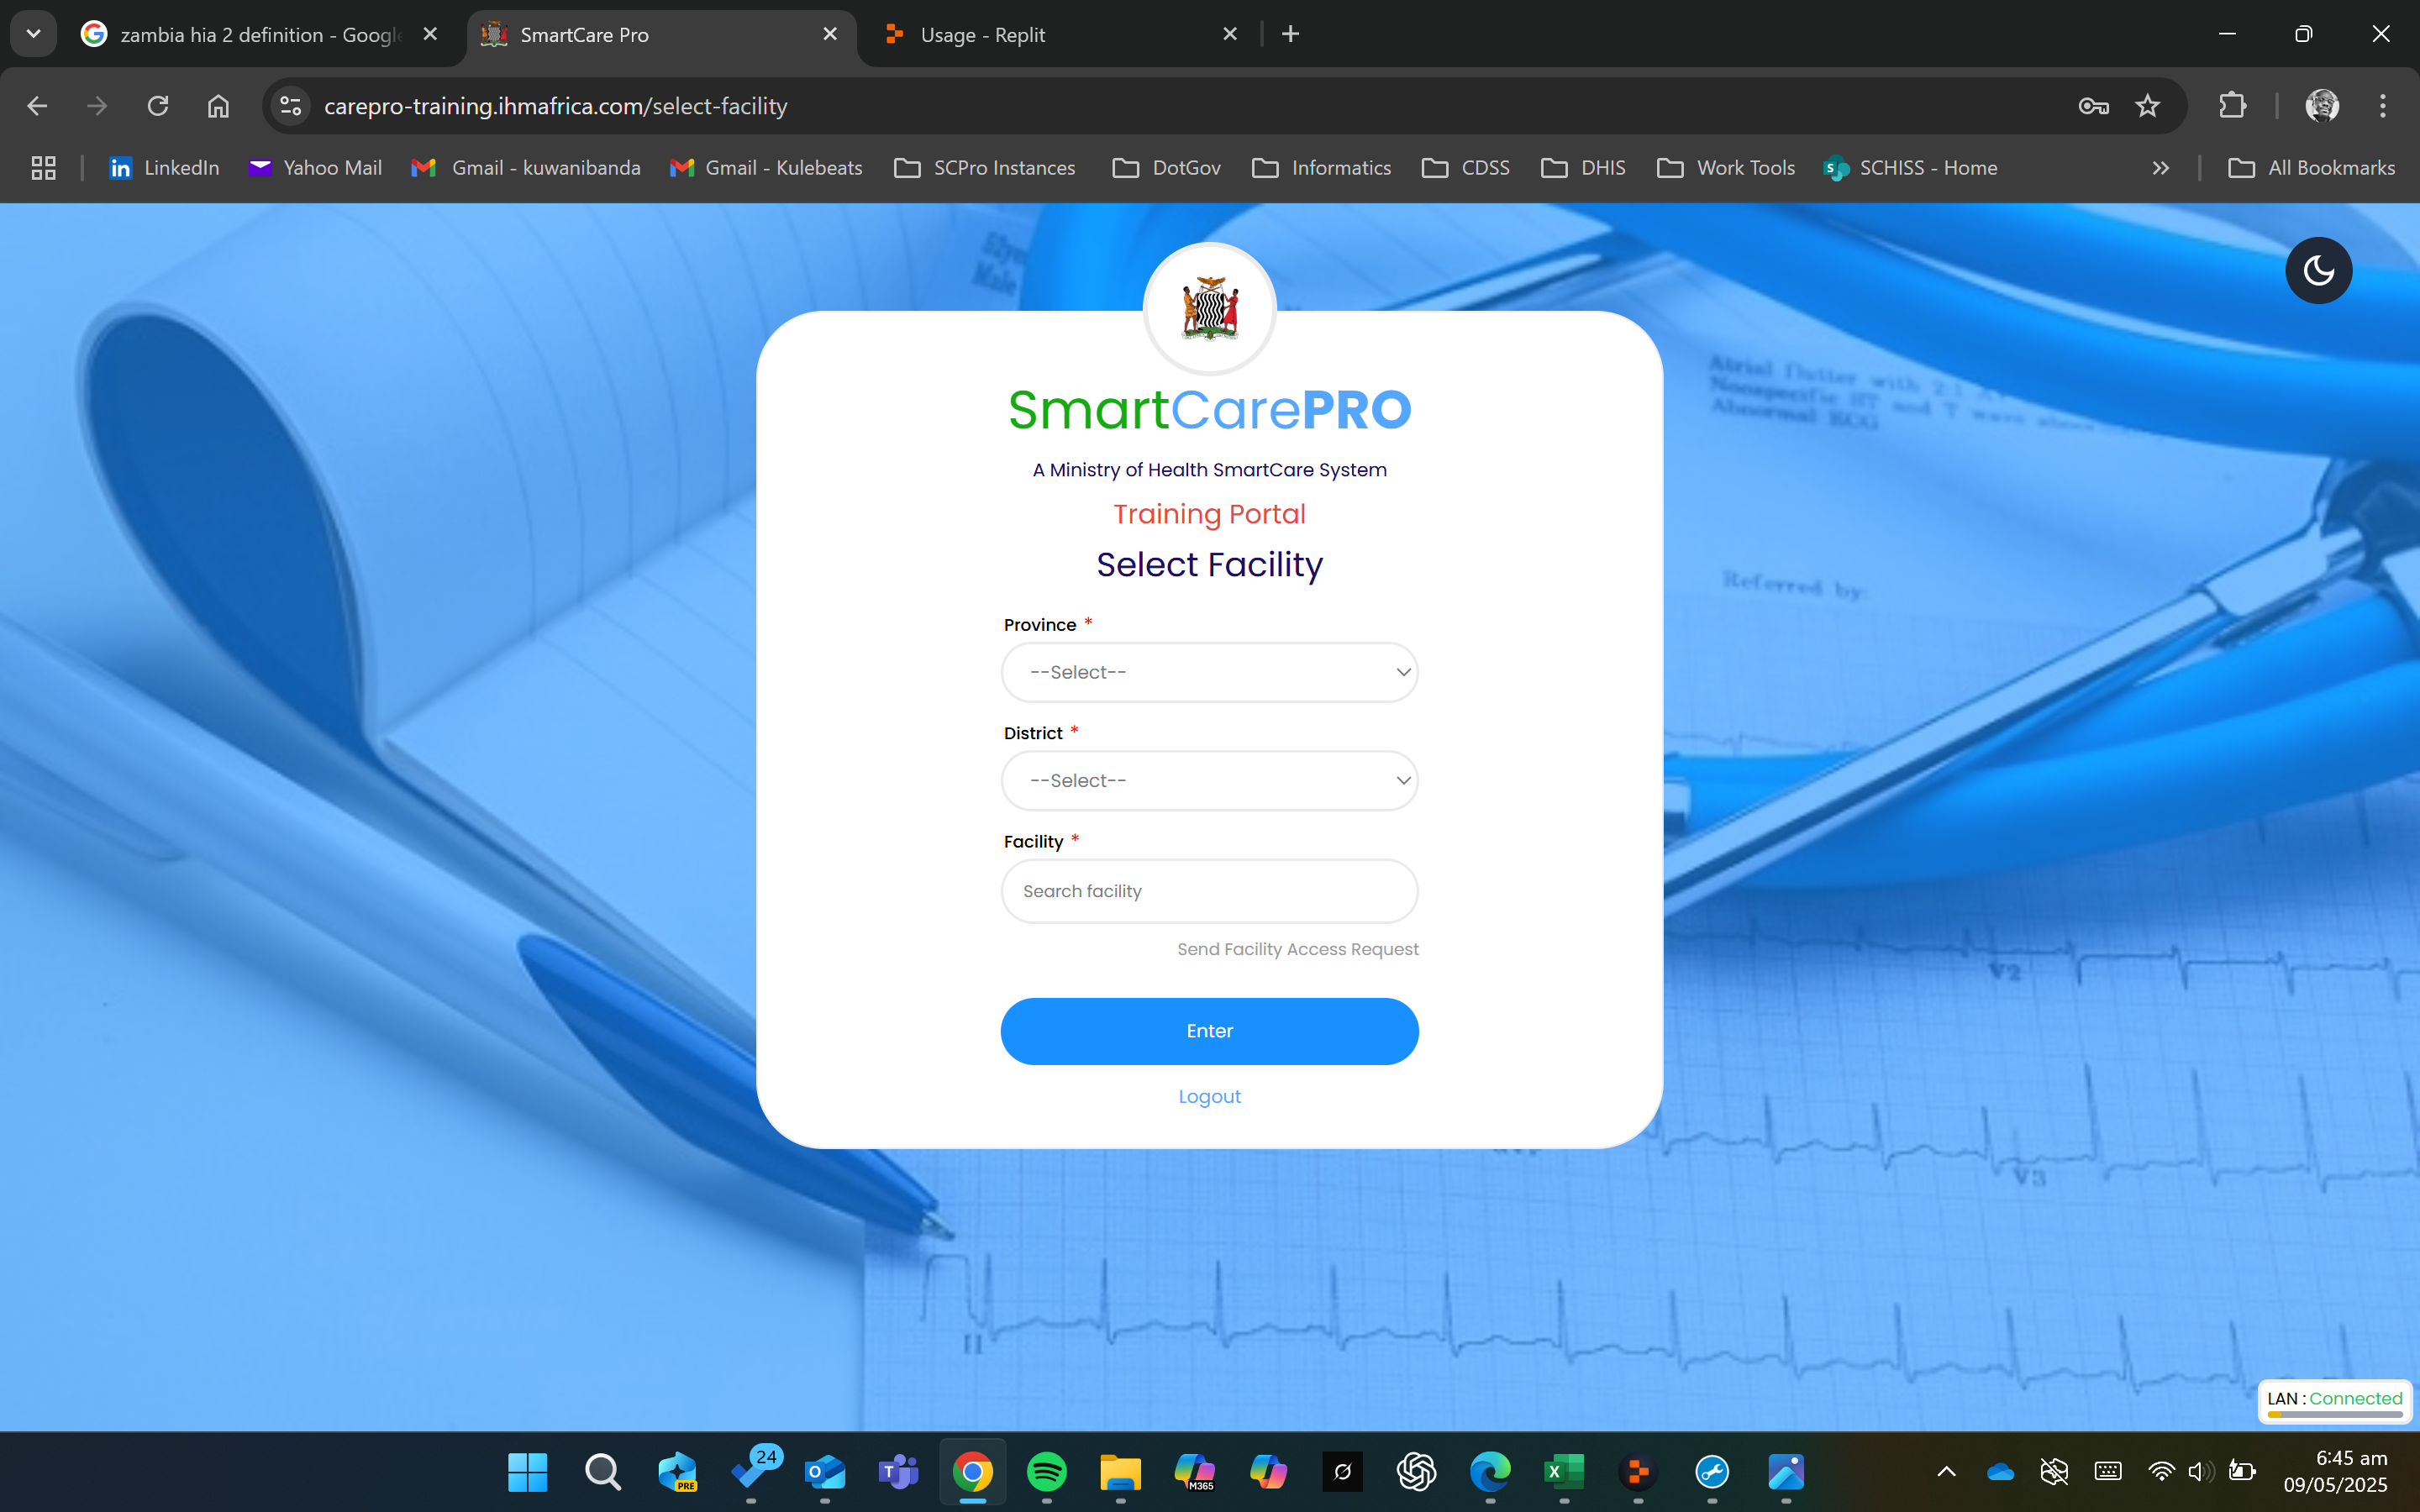 zambia hia 2 definition - Google
SmartCare Pro
Usage - Replit
carepro-training.ihmafrica.com/select-facility
LinkedIn
Yahoo Mail
Gmail - kuwanibanda
Gmail - Kulebeats
SCPro Instances
DotGov
Informatics
CDSS
DHIS
Work Tools
SCHISS - Home
All Bookmarks
SmartCarePRO
A Ministry of Health SmartCare System
Training Portal
Select Facility
Province *
--Select--
District *
--Select--
Facility *
Search facility
Send Facility Access Request
Enter
Logout
Male
Atrial flutter with 2:1
Nonspecific ST and T wave
Abnormal ECG
Referred by:
V2
V3
II
LAN : Connected
PRE
24
M365
6:45 am
09/05/2025